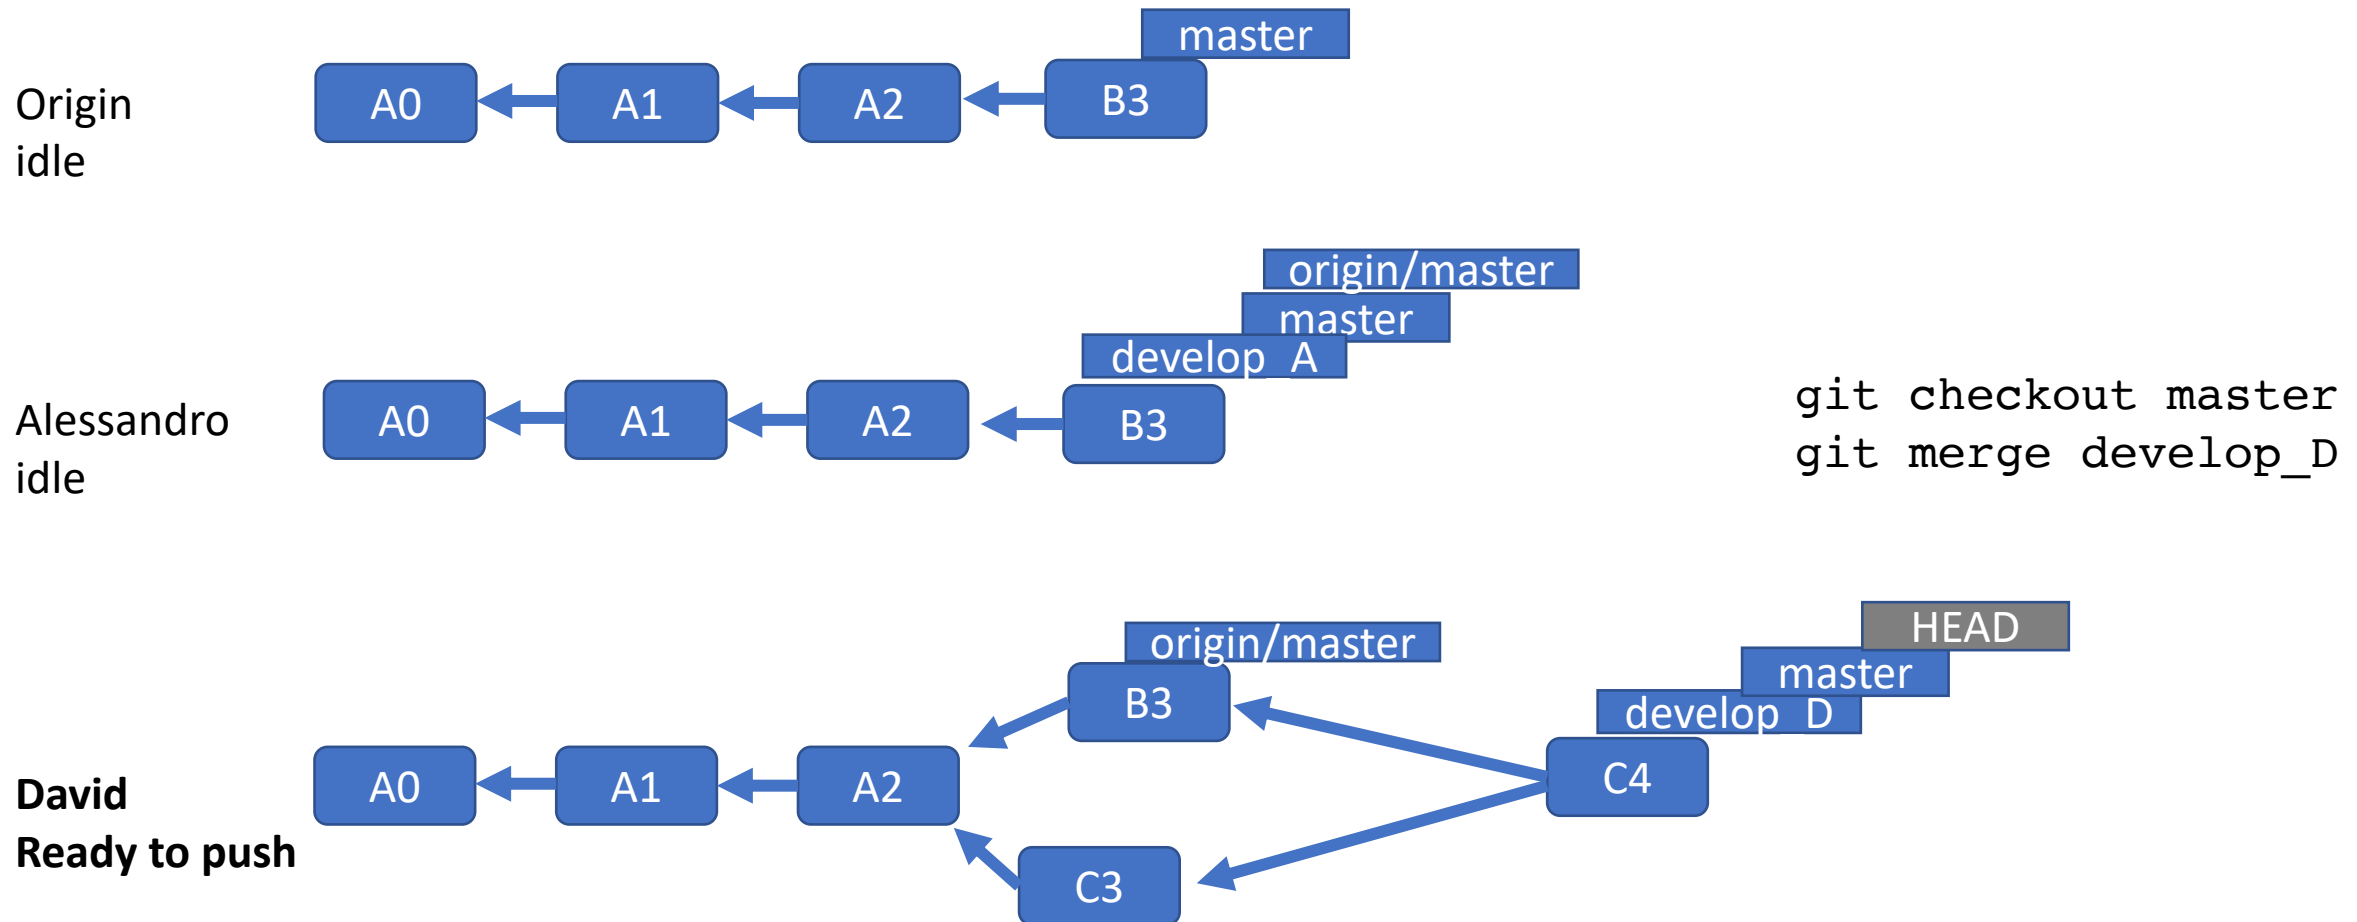 master
Origin
idle
A0
A1
A2
B3
origin/master
master
develop_A
Alessandro
idle
A0
A1
A2
B3
git checkout master
git merge develop_D
HEAD
origin/master
master
develop_D
B3
David
Ready to push
A0
A1
A2
C4
C3